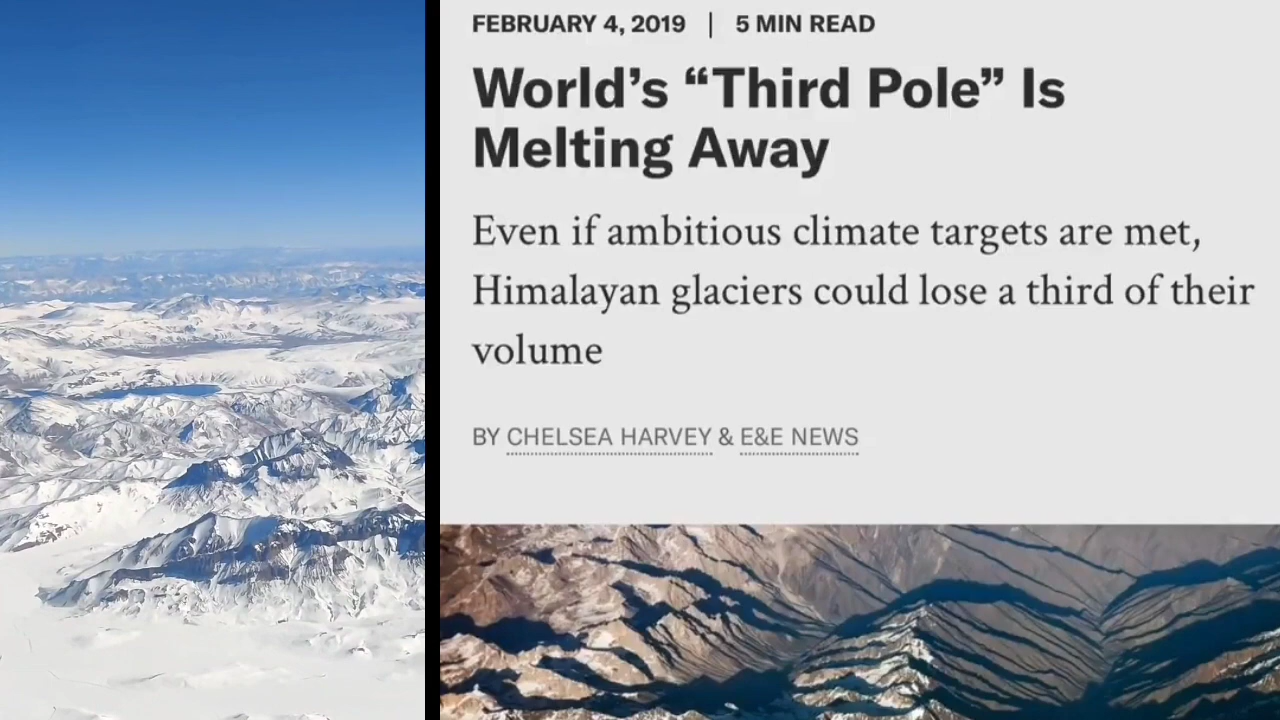 FEBRUARY 4, 2019 | 5 MIN READ
World’s “Third Pole” Is
Melting Away
Even if ambitious climate targets are met,
Himalayan glaciers could lose a third of their
volume
BY CHELSEA HARVEY & E&E NEWS